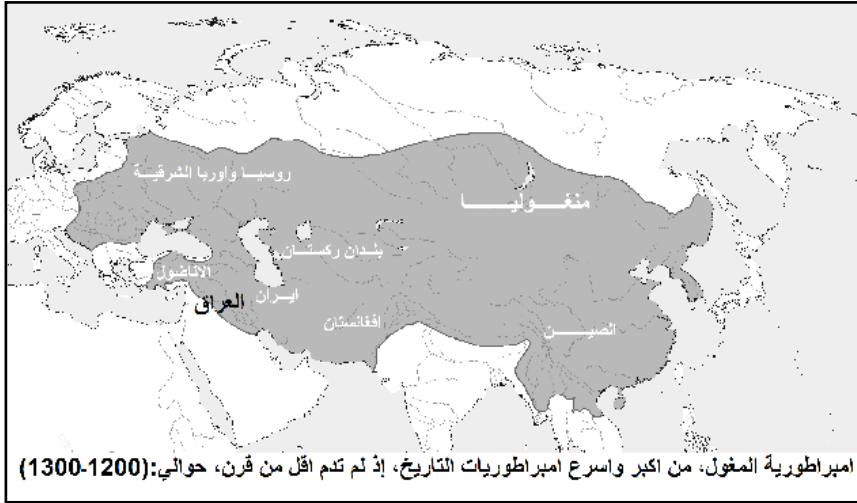 روسيا واوربا الشرقية
منغوليا
بلدان ركستان
الاناضول
ايران
العراق
افغانستان
الصين
امبراطورية المغول، من اكبر واسرع امبراطوريات التاريخ، إذ لم تدم اقل من قرن، حوالي:(1200-1300)